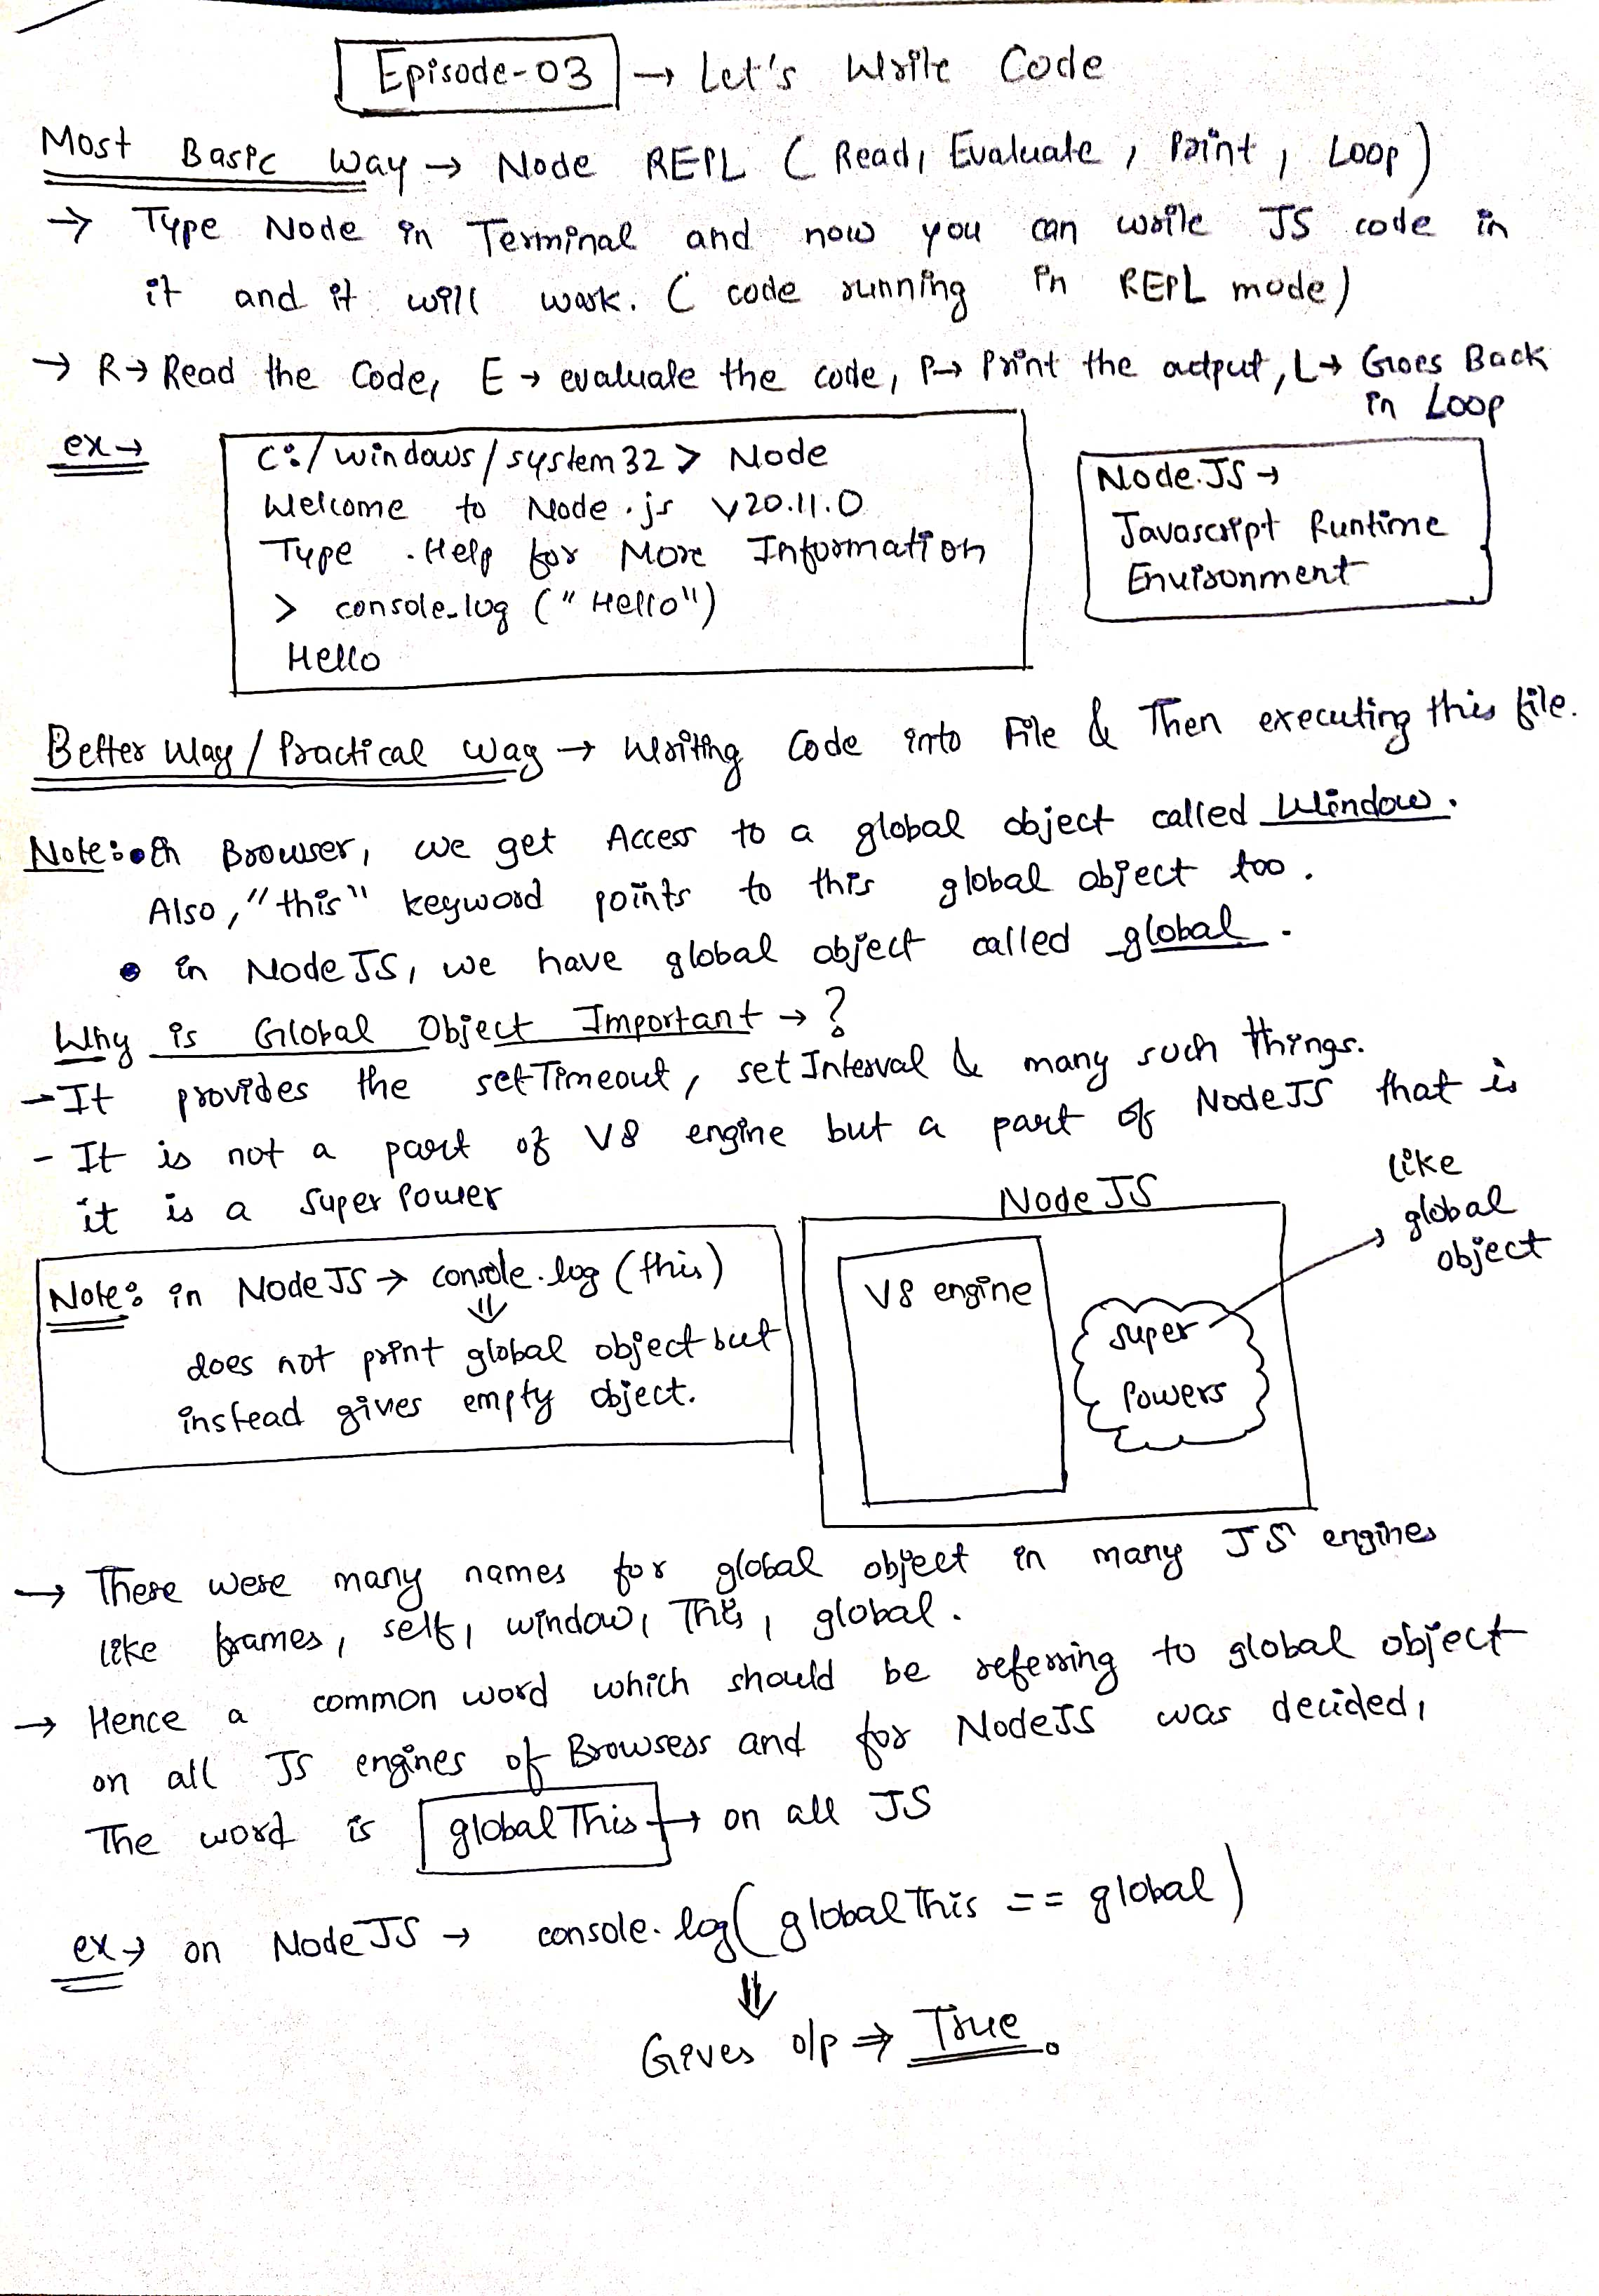 Episode-03 → Let's Write Code
Most Basic Way → Node REPL (Read, Evaluate, Print, Loop)
→ Type Node in Terminal and now you can write JS code in
it and it will work. (code running in REPL mode)
→ R→ Read the Code, E → evaluate the code, P→ Print the output, L→ Goes Back
in Loop
ex→
C:/windows/system32> Node
Welcome to Node.js v20.11.0
Type .Help for More Information
> console.log ("Hello")
Hello
Node.JS →
Javascript Runtime
Environment
Better Way / Practical Way → Writing Code into File & Then executing this file.
Note: • In Browser, we get Access to a global object called Window.
Also, "this" keyword points to this global object too.
• in NodeJS, we have global object called global.
Why is Global Object Important → ?
→ It provides the setTimeout, setInterval & many such things.
- It is not a part of V8 engine but a part of NodeJS that is
it is a Super Power
Note: in NodeJS → console.log (this)
⇓
does not print global object but
instead gives empty object.
NodeJS
V8 engine
Super
Powers
like
global
object
→ There were many names for global object in many JS engines
like frames, self, window, This, global.
→ Hence a common word which should be referring to global object
on all JS engines of Browsers and for NodeJS was decided,
The word is globalThis → on all JS
ex→ on NodeJS → console.log(globalThis == global)
⇓
Gives o/p ⇒ True.